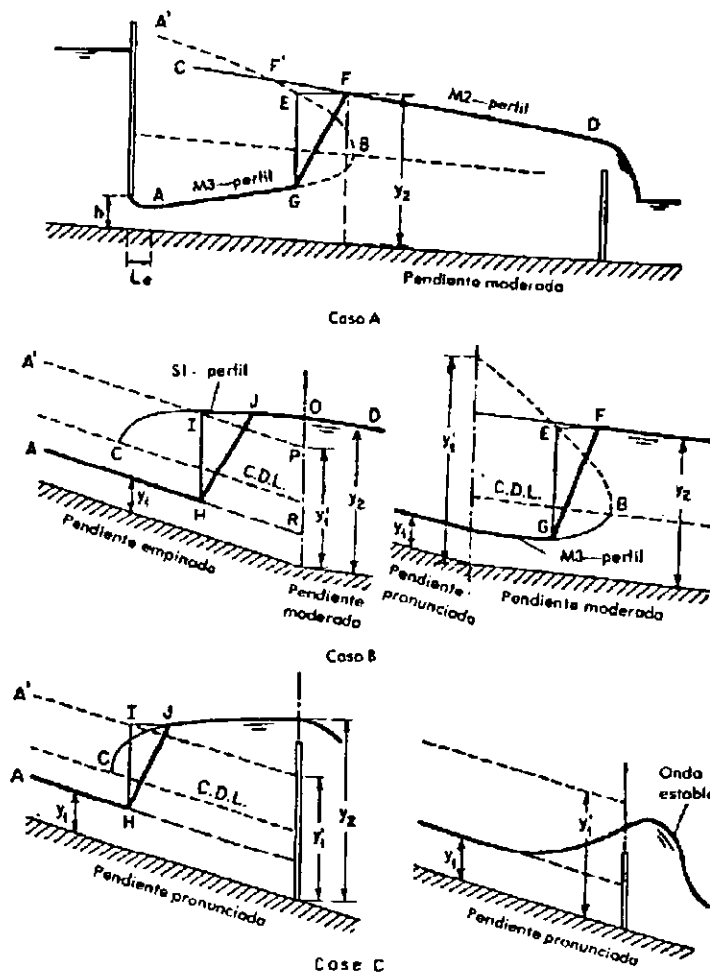 A'
C
F'
F
E
M2—perfil
D
B
M3—perfil
A
G
h
y2
Le
Pendiente moderada
Caso A
A'
S1 - perfil
I
J
O
D
C
P
A
C.D.L.
y1
H
R
y1'
y2
Pendiente empinada
Pendiente moderada
E
F
y1'
C.D.L.
B
G
y1
y2
M3—perfil
Pendiente pronunciada
Pendiente moderada
Caso B
A'
I
J
C
A
C.D.L.
y1
H
y1'
y2
Pendiente pronunciada
Onda estable
y1'
y1
Pendiente pronunciada
Case C